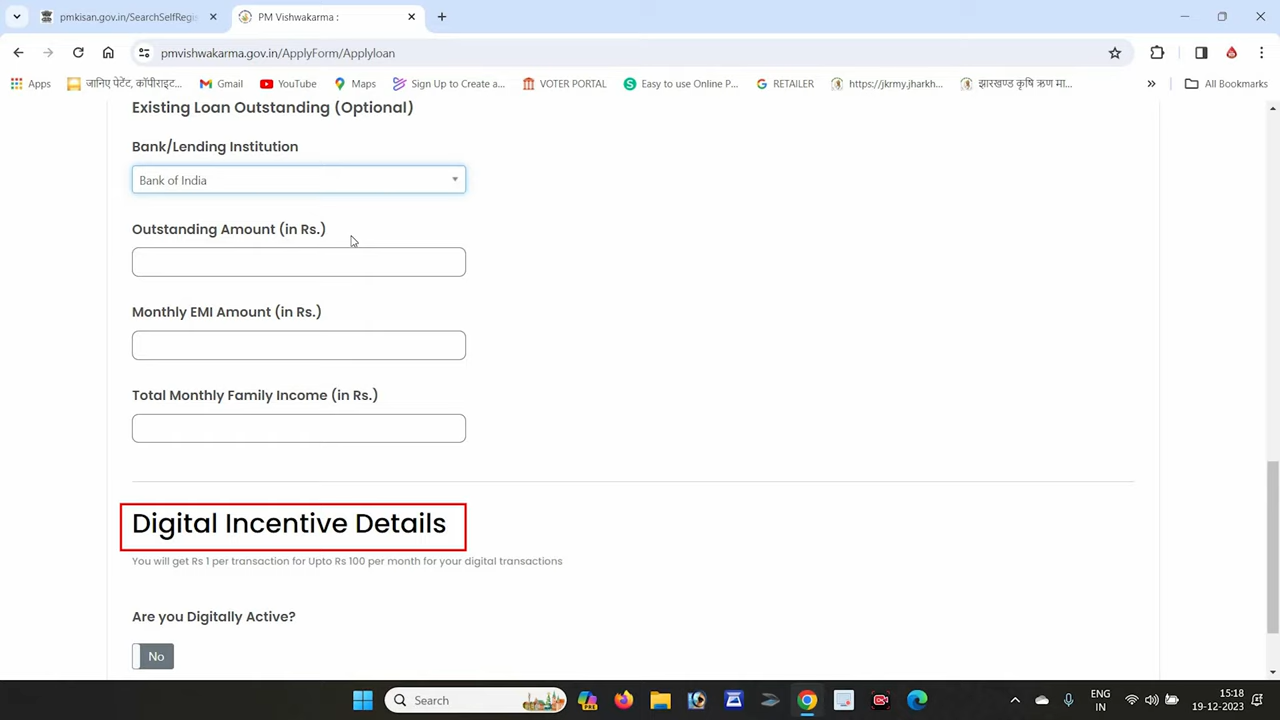 pmkisan.gov.in/SearchSelfRegi
PM Vishwakarma :
pmvishwakarma.gov.in/ApplyForm/Applyloan
Apps
जानिए पेटेंट, कॉपीराइट...
Gmail
YouTube
Maps
Sign Up to Create a...
VOTER PORTAL
Easy to use Online P...
RETAILER
https://jkrmy.jharkh...
झारखण्ड कृषि ऋण मा...
»
All Bookmarks
Existing Loan Outstanding (Optional)
Bank/Lending Institution
Bank of India
Outstanding Amount (in Rs.)
Monthly EMI Amount (in Rs.)
Total Monthly Family Income (in Rs.)
Digital Incentive Details
You will get Rs 1 per transaction for Upto Rs 100 per month for your digital transactions
Are you Digitally Active?
No
Search
PRE
ENG
IN
15:18
19-12-2023